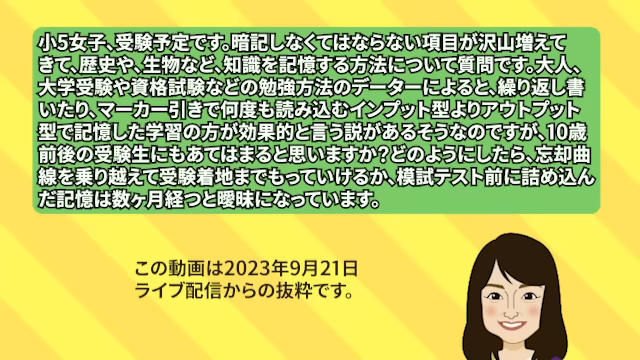 小5女子、受験予定です。暗記しなくてはならない項目が沢山増えて
きて、歴史や、生物など、知識を記憶する方法について質問です。大人、
大学受験や資格試験などの勉強方法のデーターによると、繰り返し書
いたり、マーカー引きで何度も読み込むインプット型よりアウトプット
型で記憶した学習の方が効果的と言う説があるそうなのですが、10歳
前後の受験生にもあてはまると思いますか？どのようにしたら、忘却曲
線を乗り越えて受験着地までもっていけるか、模試テスト前に詰め込ん
だ記憶は数ヶ月経つと曖昧になっています。
この動画は2023年9月21日
ライブ配信からの抜粋です。